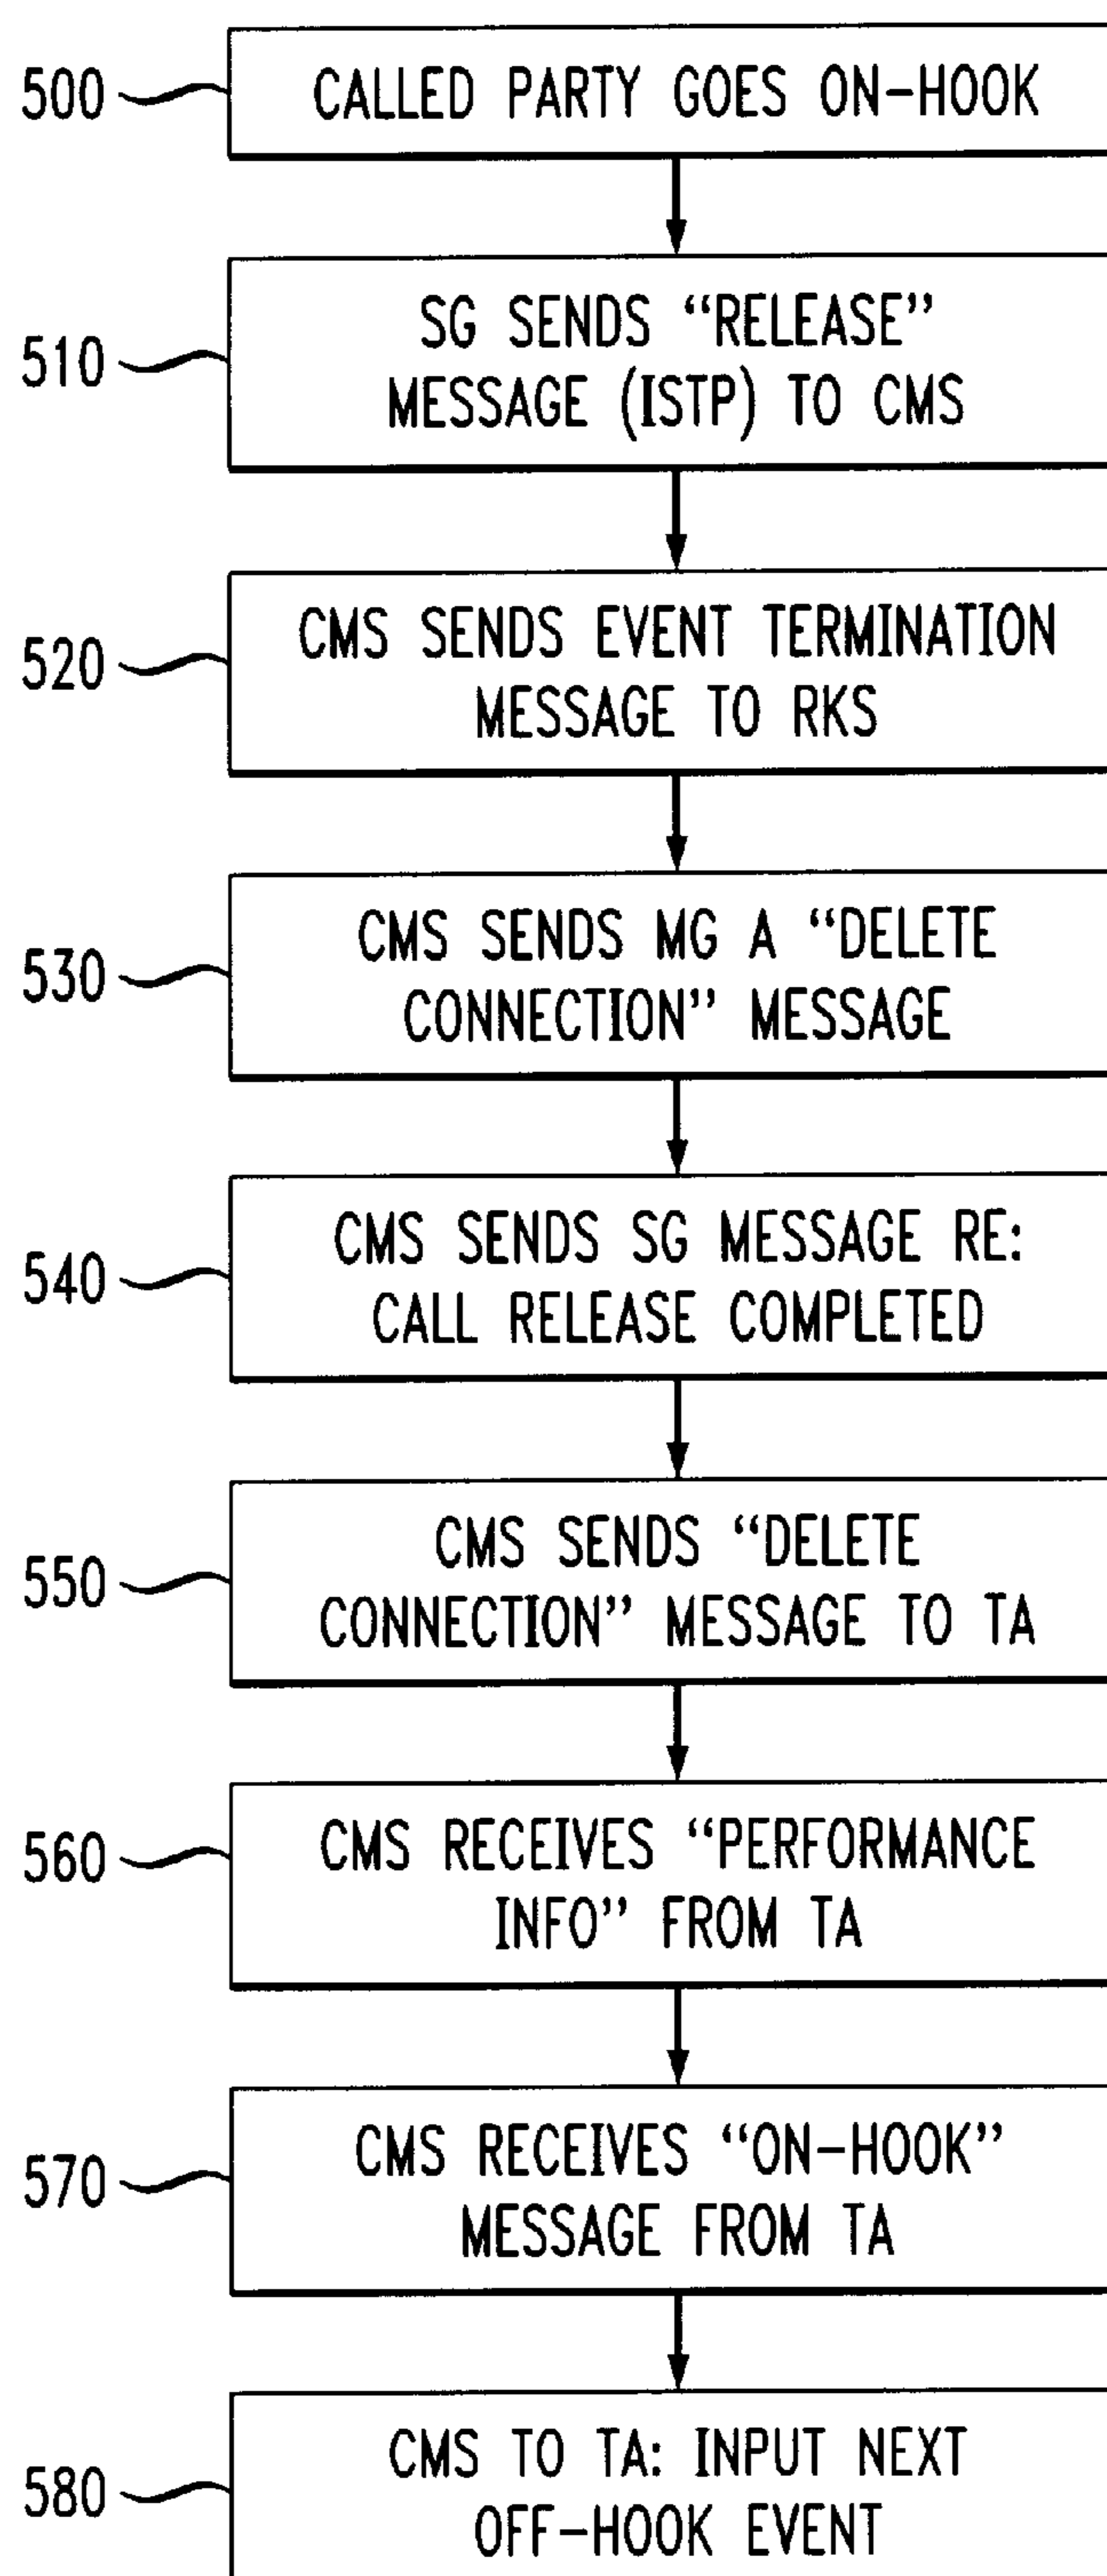 500
CALLED PARTY GOES ON-HOOK
510
SG SENDS “RELEASE”
MESSAGE (ISTP) TO CMS
520
CMS SENDS EVENT TERMINATION
MESSAGE TO RKS
530
CMS SENDS MG A “DELETE
CONNECTION” MESSAGE
540
CMS SENDS SG MESSAGE RE:
CALL RELEASE COMPLETED
550
CMS SENDS “DELETE
CONNECTION” MESSAGE TO TA
560
CMS RECEIVES “PERFORMANCE
INFO” FROM TA
570
CMS RECEIVES “ON-HOOK”
MESSAGE FROM TA
580
CMS TO TA: INPUT NEXT
OFF-HOOK EVENT